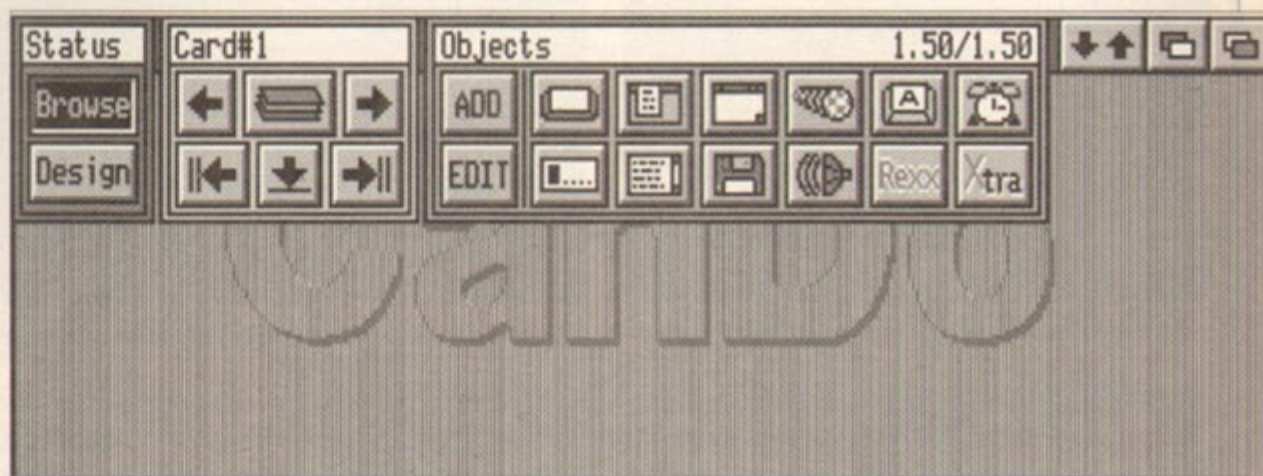 Status Card#1 Objects 1.50/1.50
Browse ADD A
Design EDIT Rexx Xtra
CanDo